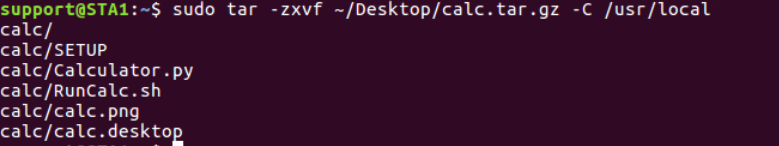 support@STA1:~$ sudo tar -zxvf ~/Desktop/calc.tar.gz -C /usr/local
calc/
calc/SETUP
calc/Calculator.py
calc/RunCalc.sh
calc/calc.png
calc/calc.desktop